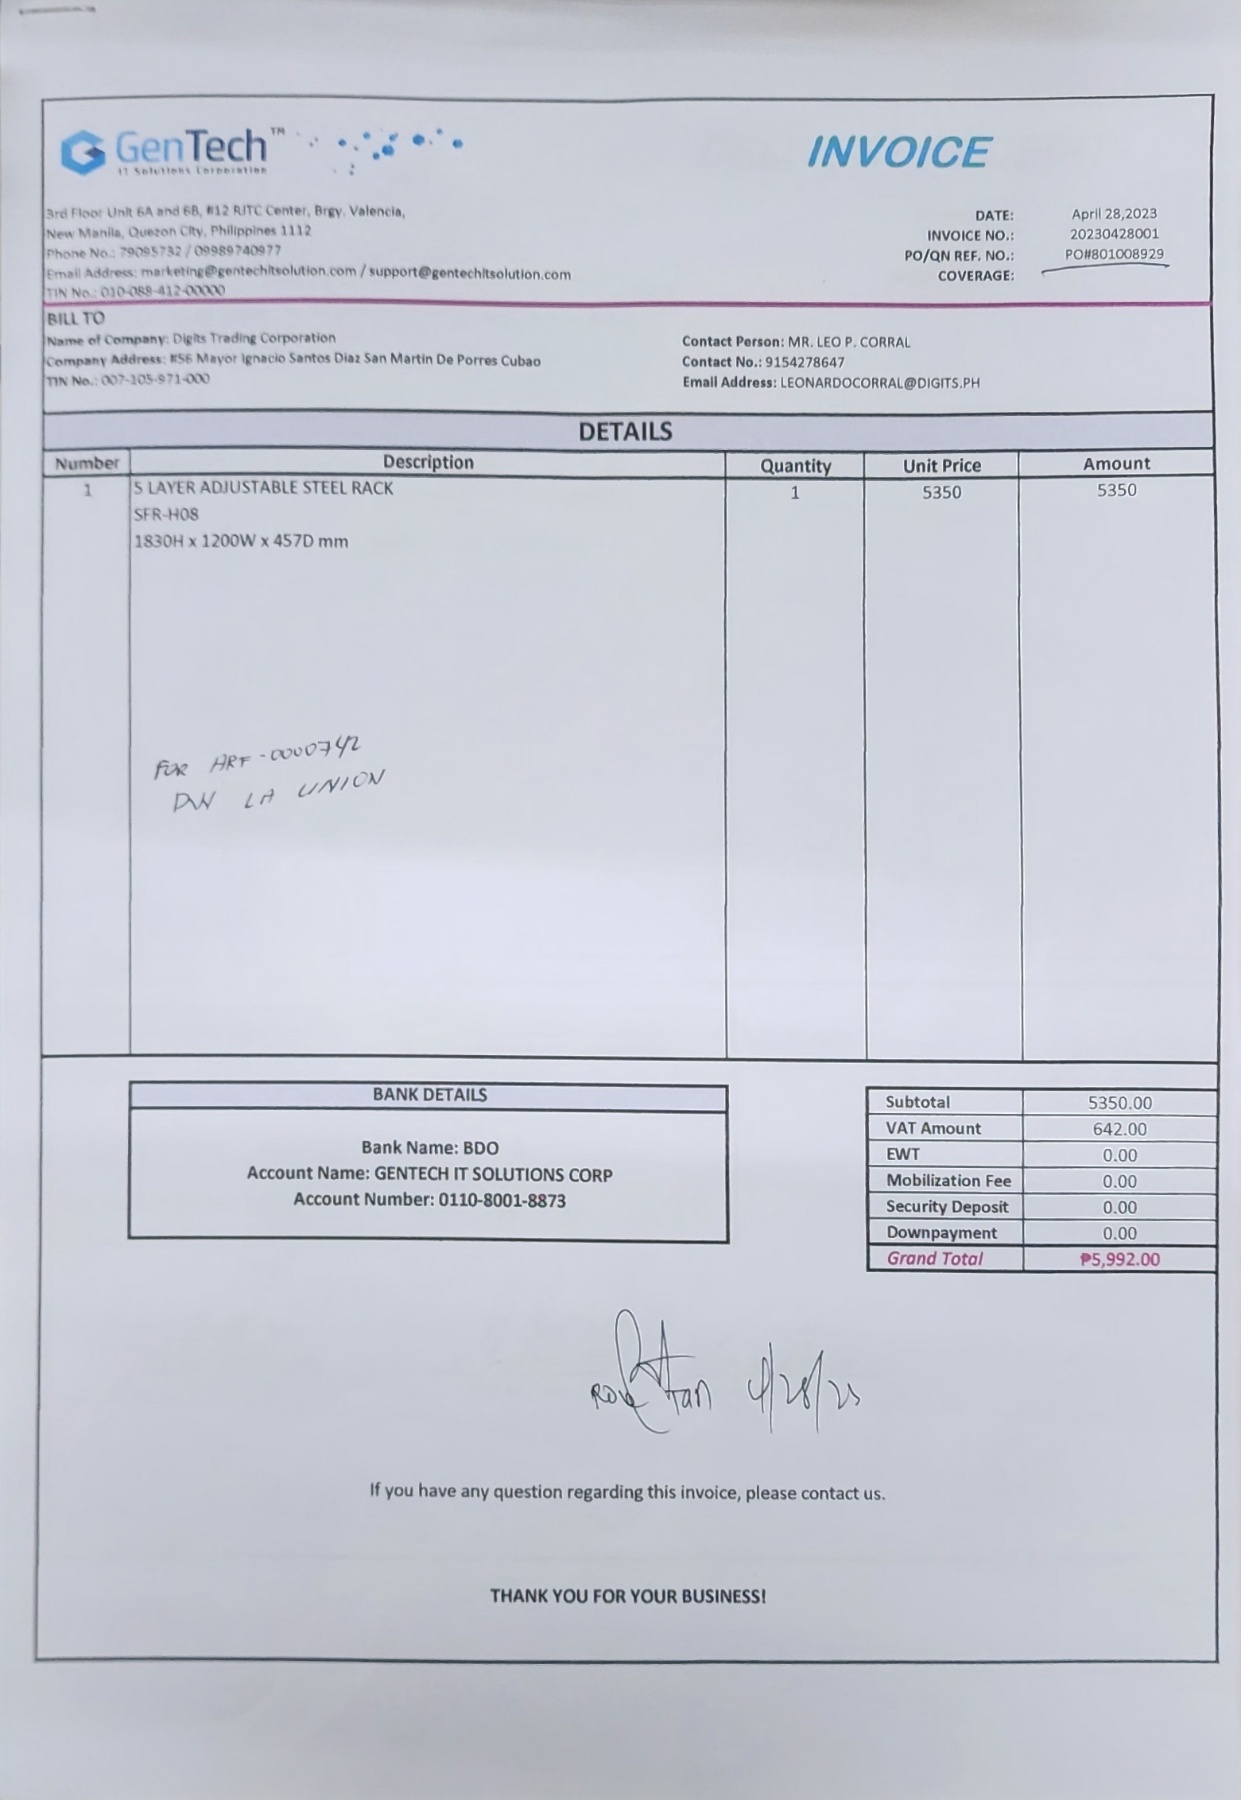 GenTech™
IT Solutions Corporation
INVOICE
3rd Floor Unit 6A and 6B, #12 RJTC Center, Brgy. Valencia,
New Manila, Quezon City, Philippines 1112
Phone No.: 79095732 / 09989740977
Email Address: marketing@gentechitsolution.com / support@gentechitsolution.com
TIN No.: 010-088-412-00000
DATE: April 28,2023
INVOICE NO.: 20230428001
PO/QN REF. NO.: PO#801008929
COVERAGE:
BILL TO
Name of Company: Digits Trading Corporation
Company Address: #56 Mayor Ignacio Santos Diaz San Martin De Porres Cubao
TIN No.: 007-105-971-000
Contact Person: MR. LEO P. CORRAL
Contact No.: 9154278647
Email Address: LEONARDOCORRAL@DIGITS.PH
DETAILS
Number Description Quantity Unit Price Amount
1 5 LAYER ADJUSTABLE STEEL RACK 1 5350 5350
SFR-H08
1830H x 1200W x 457D mm
FOR ARF-0000742
DW LA UNION
BANK DETAILS
Bank Name: BDO
Account Name: GENTECH IT SOLUTIONS CORP
Account Number: 0110-8001-8873
Subtotal 5350.00
VAT Amount 642.00
EWT 0.00
Mobilization Fee 0.00
Security Deposit 0.00
Downpayment 0.00
Grand Total ₱5,992.00
4/28/23
If you have any question regarding this invoice, please contact us.
THANK YOU FOR YOUR BUSINESS!